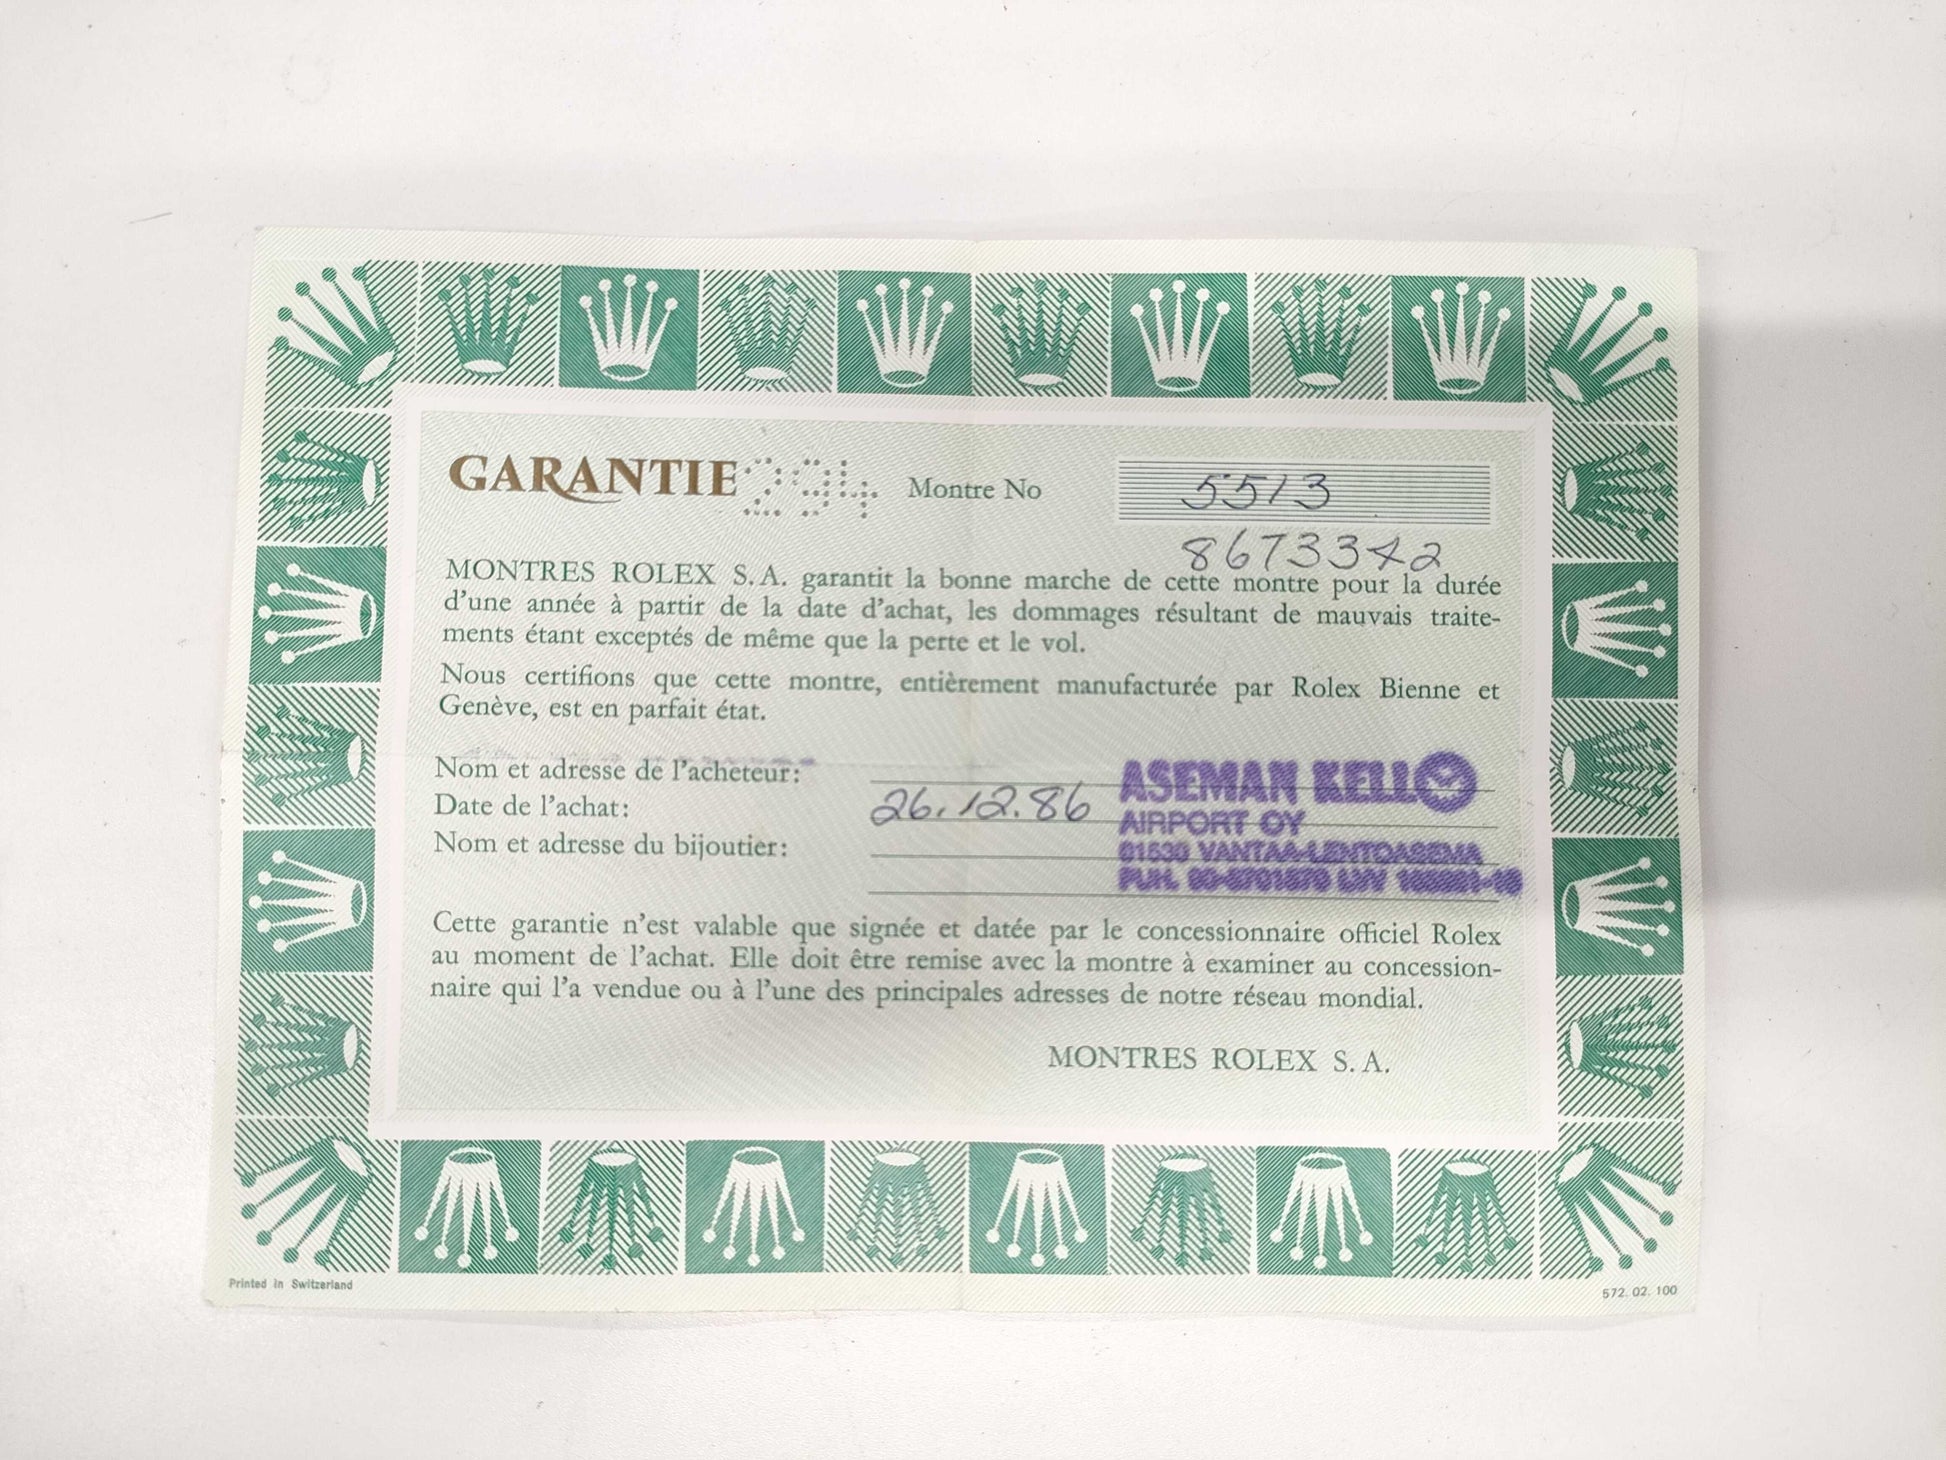 GARANTIE 294 Montre No 5513
8673342
MONTRES ROLEX S.A. garantit la bonne marche de cette montre pour la durée
d'une année à partir de la date d'achat, les dommages résultant de mauvais traite-
ments étant exceptés de même que la perte et le vol.
Nous certifions que cette montre, entièrement manufacturée par Rolex Bienne et
Genève, est en parfait état.
Nom et adresse de l'acheteur: ASEMAN KELLO
Date de l'achat: 26.12.86 AIRPORT OY
Nom et adresse du bijoutier: 01530 VANTAA-LENTOASEMA
PUH.
Cette garantie n'est valable que signée et datée par le concessionnaire officiel Rolex
au moment de l'achat. Elle doit être remise avec la montre à examiner au concession-
naire qui l'a vendue ou à l'une des principales adresses de notre réseau mondial.
MONTRES ROLEX S.A.
Printed in Switzerland 572.02.100